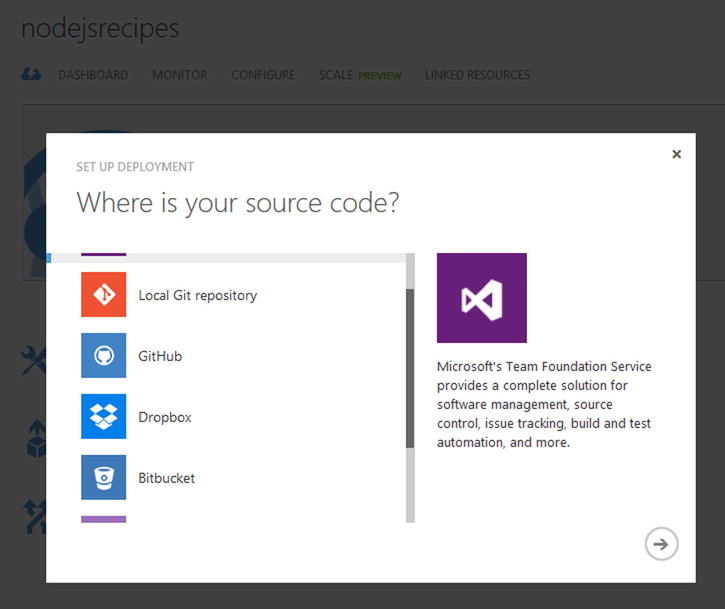 nodejsrecipes
DASHBOARD MONITOR CONFIGURE SCALE PREVIEW LINKED RESOURCES
SET UP DEPLOYMENT
×
Where is your source code?
Local Git repository
GitHub
Dropbox
Bitbucket
Microsoft's Team Foundation Service
provides a complete solution for
software management, source
control, issue tracking, build and test
automation, and more.